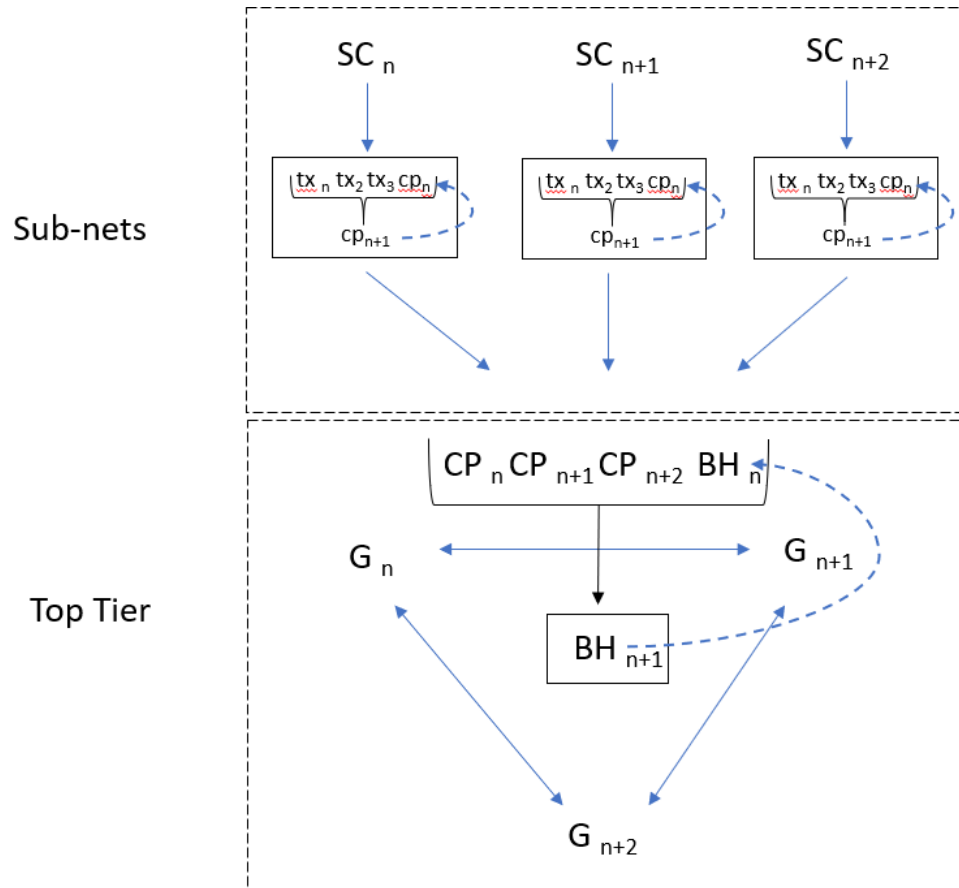 SC n SC n+1 SC n+2
tx n tx2 tx3 cpn tx n tx2 tx3 cpn tx n tx2 tx3 cpn
Sub-nets
cpn+1 cpn+1 cpn+1
CP n CP n+1 CP n+2 BH n
G n G n+1
Top Tier
BH n+1
G n+2